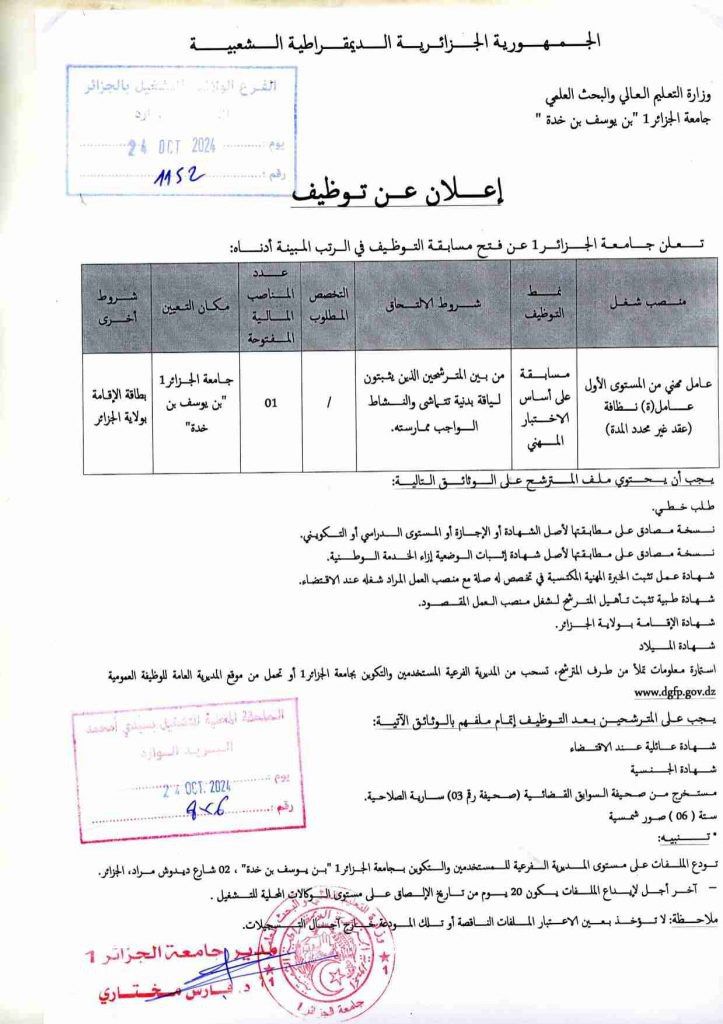 الجمهورية الجزائرية الديمقراطية الشعبية
وزارة التعليم العالي والبحث العلمي
جامعة الجزائر1 "بن يوسف بن خدة "
الفرع الولائي للتشغيل بالجزائر
يوم : 24 OCT 2024
رقم : 1152
إعلان عن توظيف
تعلن جامعة الجزائر1 عن فتح مسابقة التوظيف في الرتب المبينة أدناه:
منصب شغل
نمط التوظيف
شروط الالتحاق
التخصص المطلوب
عدد المناصب المالية المفتوحة
مكان التعيين
شروط أخرى
عامل مهني من المستوى الأول
عامل(ة) نظافة
(عقد غير محدد المدة)
مسابقة على أساس الاختبار المهني
من بين المترشحين الذين يثبتون
لياقة بدنية تتماشى والنشاط
الواجب ممارسته.
/
01
جامعة الجزائر1
"بن يوسف بن
خدة"
بطاقة الإقامة
بولاية الجزائر
يجب أن يحتوي ملف المترشح على الوثائق التالية:
طلب خطي.
نسخة مصادق على مطابقتها لأصل الشهادة أو الإجازة أو المستوى الدراسي أو التكويني.
نسخة مصادق على مطابقتها لأصل شهادة إثبات الوضعية إزاء الخدمة الوطنية.
شهادة عمل تثبت الخبرة المهنية المكتسبة في تخصص له صلة مع منصب العمل المراد شغله عند الاقتضاء.
شهادة طبية تثبت تأهيل المترشح لشغل منصب العمل المقصود.
شهادة الإقامة بولاية الجزائر.
شهادة الميلاد
استمارة معلومات تملأ من طرف المترشح، تسحب من المديرية الفرعية المستخدمين والتكوين بجامعة الجزائر1 أو تحمل من موقع المديرية العامة للوظيفة العمومية
www.dgfp.gov.dz
يجب على المترشحين بعد التوظيف إتمام ملفهم بالوثائق الآتية:
شهادة عائلية عند الاقتضاء
شهادة الجنسية
مستخرج من صحيفة السوابق القضائية (صحيفة رقم 03) سارية الصلاحية.
ستة ( 06 ) صور شمسية
الملحقة المحلية للتشغيل بسيدي أمحمد
البريد الوارد
يوم : 24 OCT. 2024
رقم : 826
* تنبيه:
تودع الملفات على مستوى المديرية الفرعية للمستخدمين والتكوين بجامعة الجزائر1 "بن يوسف بن خدة" ، 02 شارع ديدوش مراد، الجزائر.
– آخر أجل لإيداع الملفات يكون 20 يوم من تاريخ الإلصاق على مستوى الوكالات المحلية للتشغيل .
ملاحظة: لا تؤخذ بعين الاعتبار الملفات الناقصة أو تلك المودعة خارج آجال التسجيلات.
مدير جامعة الجزائر 1
أ.د. فارس مختاري
جامعة الجزائر 1